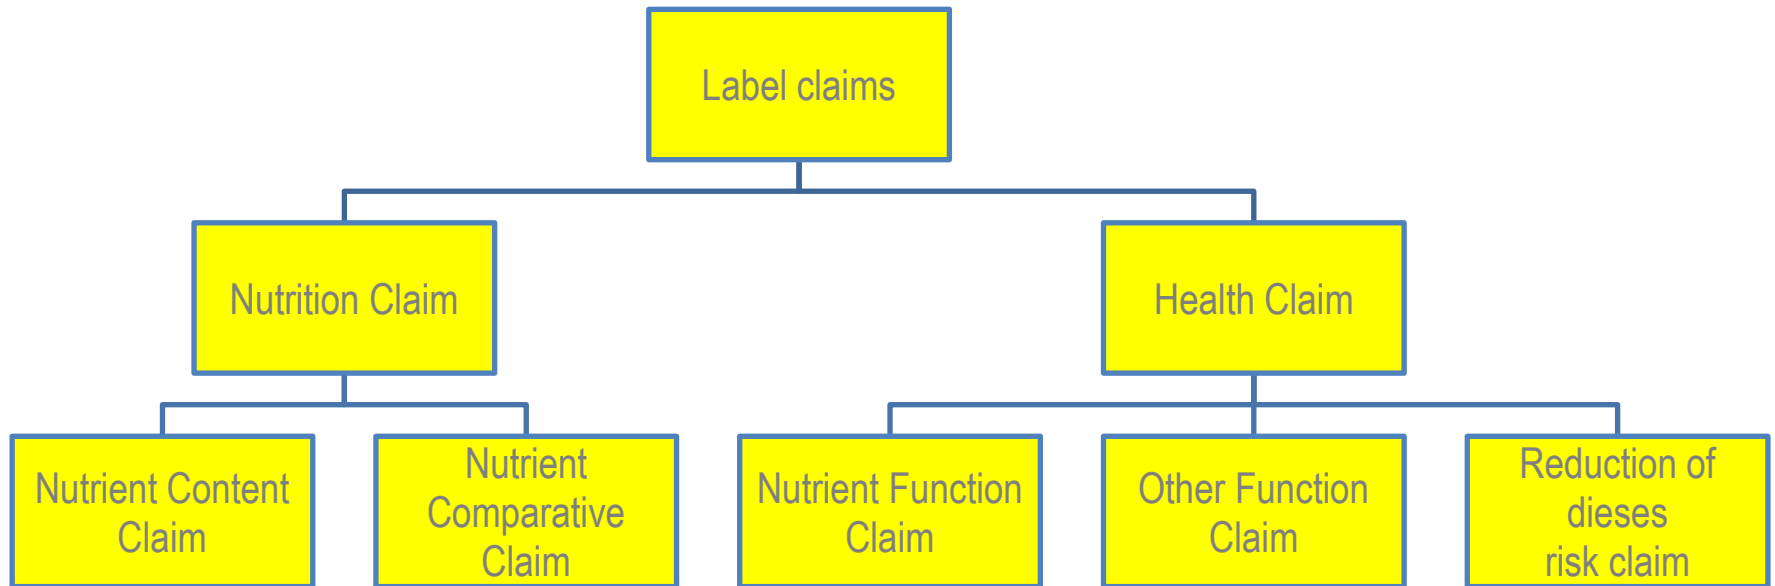 Label claims
Nutrition Claim
Health Claim
Nutrient Content
Claim
Nutrient
Comparative
Claim
Nutrient Function
Claim
Other Function
Claim
Reduction of
dieses
risk claim